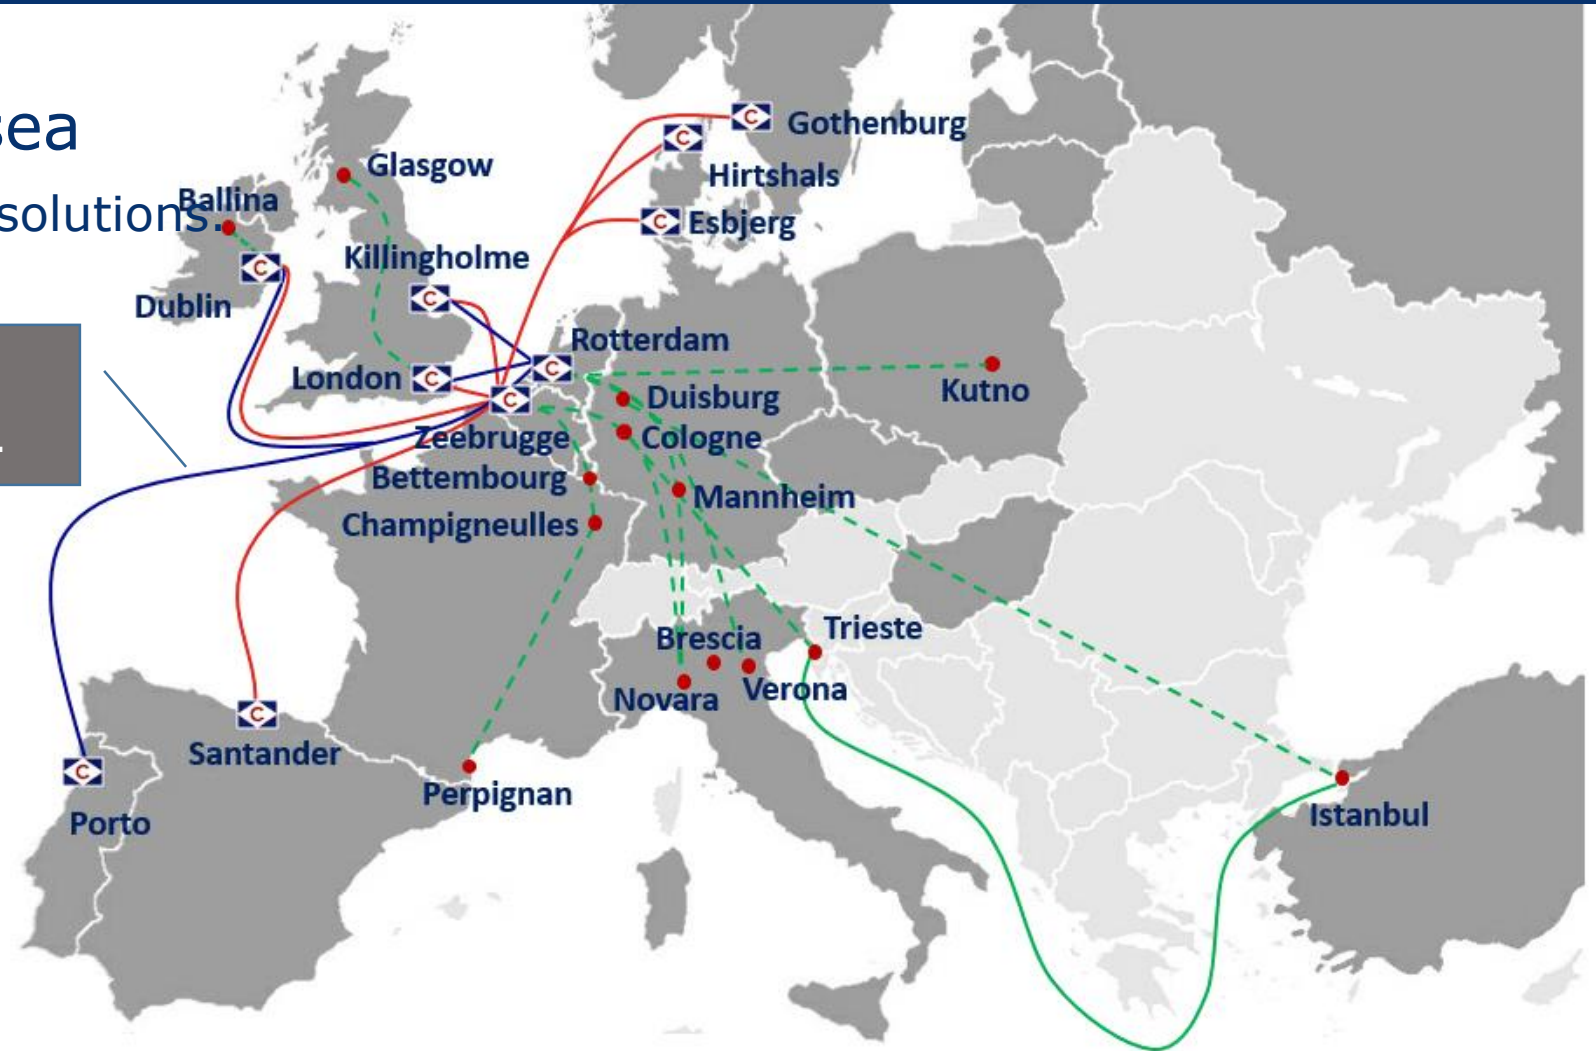 sea
solutions.
Gothenburg
Glasgow
Hirtshals
Ballina
Esbjerg
Killingholme
Dublin
Rotterdam
London
Duisburg
Kutno
Zeebrugge
Cologne
Bettembourg
Mannheim
Champigneulles
Trieste
Brescia
Verona
Novara
Santander
Perpignan
Porto
Istanbul
C
C
C
C
C
C
C
C
C
C